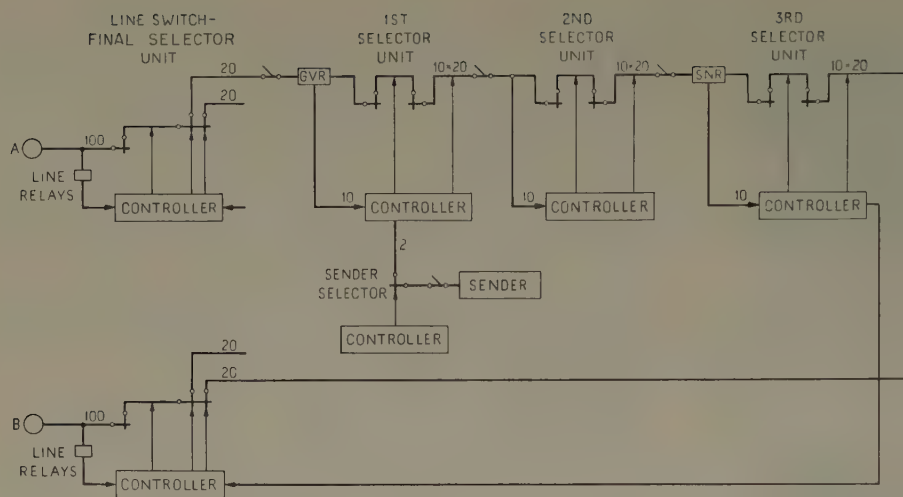 LINE SWITCH-
FINAL SELECTOR
UNIT
1ST
SELECTOR
UNIT
2ND
SELECTOR
UNIT
3RD
SELECTOR
UNIT
20
GVR
10×20
10×20
SNR
10×20
20
A
100
LINE
RELAYS
CONTROLLER
10
CONTROLLER
10
CONTROLLER
10
CONTROLLER
2
SENDER
SELECTOR
SENDER
CONTROLLER
20
20
B
100
LINE
RELAYS
CONTROLLER